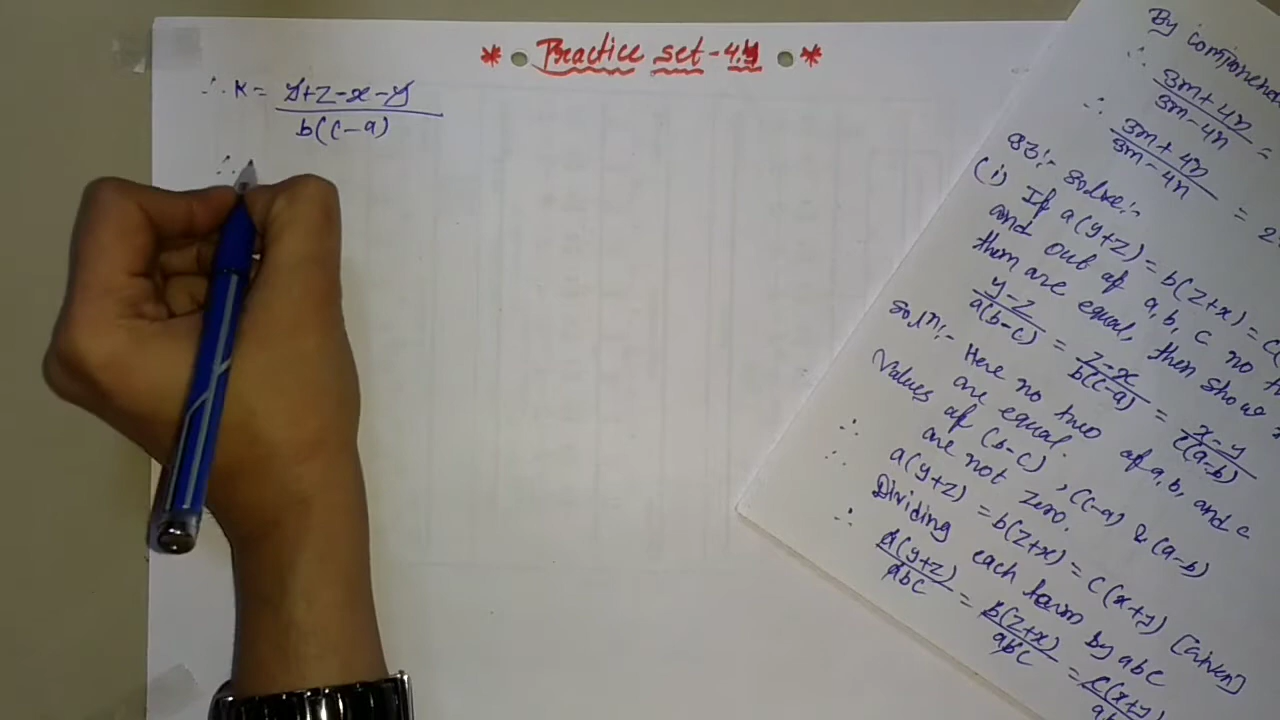 * Practice set-4.4 *
∴ K = y+z-x-y / b(c-a)
∴
By
∴ 3m+4n / 3m-4n =
∴ 3m+4n / 3m-4n = 2
Q3:- Solve:-
(i) If a(y+z) = b(z+x) = c(
and out of a, b, c no
them are equal, then show
y-z / a(b-c) = z-x / b(c-a) = x-y / c(a-b)
Solⁿ:- Here no two of a, b, and c
are equal.
Values of (b-c), (c-a) & (a-b)
are not zero.
∴ a(y+z) = b(z+x) = c(x+y) [Given]
∴ Dividing each term by abc
∴ a(y+z) / abc = b(z+x) / abc = c(x+y) /